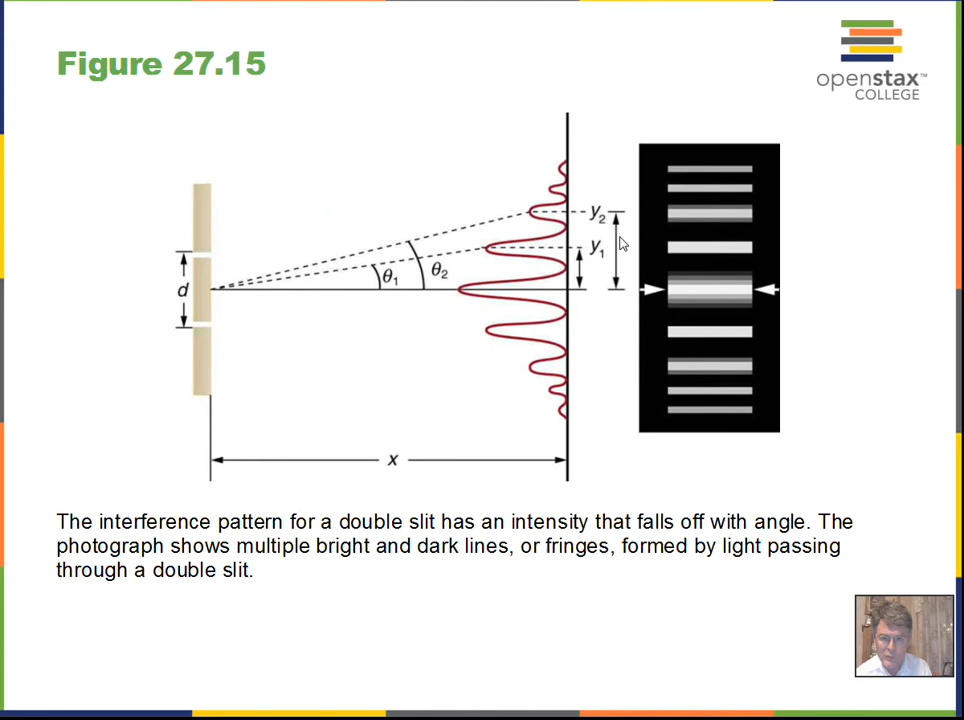 Figure 27.15
openstax™
COLLEGE
y₂
y₁
θ₂
θ₁
d
x
The interference pattern for a double slit has an intensity that falls off with angle. The
photograph shows multiple bright and dark lines, or fringes, formed by light passing
through a double slit.